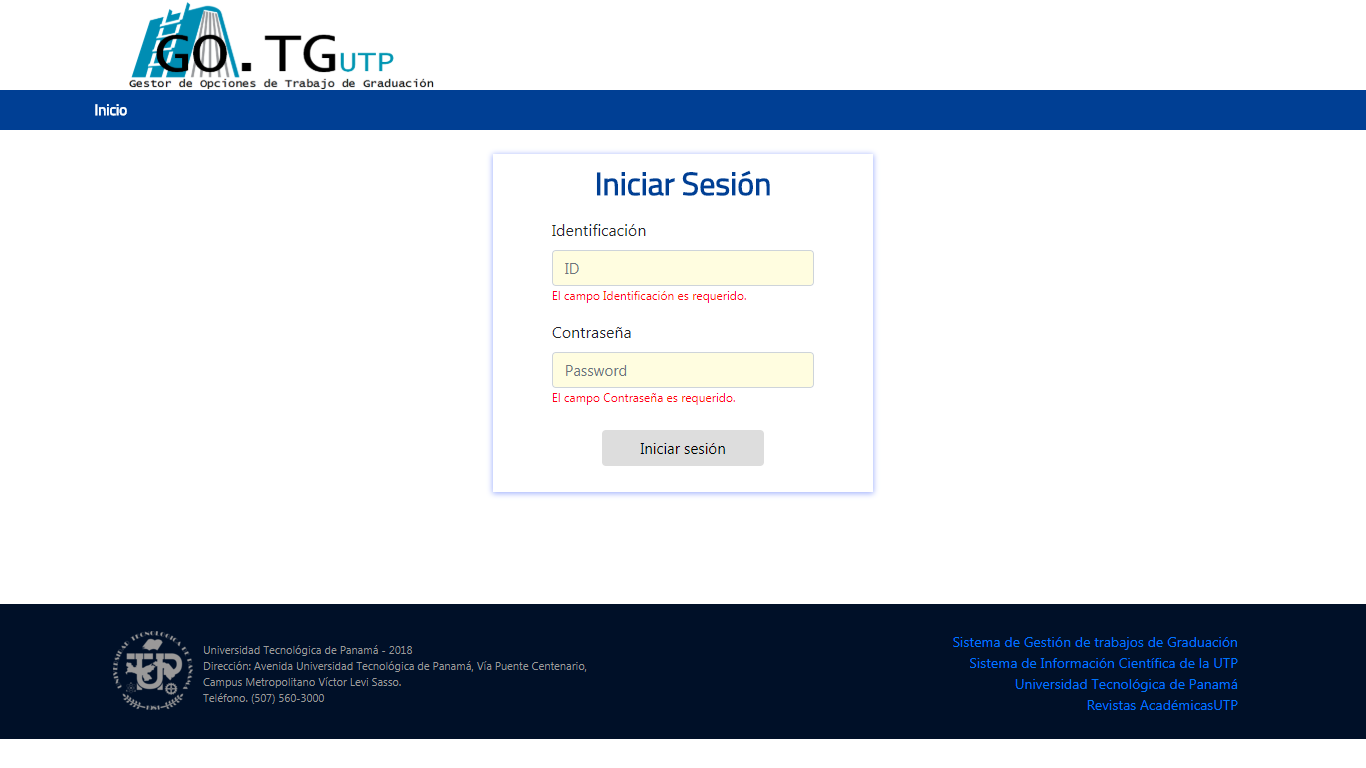 GO.TGUTP
Gestor de Opciones de Trabajo de Graduación
Inicio
Iniciar Sesión
Identificación
ID
El campo Identificación es requerido.
Contraseña
Password
El campo Contraseña es requerido.
Iniciar sesión
Universidad Tecnológica de Panamá - 2018
Dirección: Avenida Universidad Tecnológica de Panamá, Vía Puente Centenario,
Campus Metropolitano Víctor Levi Sasso.
Teléfono. (507) 560-3000
Sistema de Gestión de trabajos de Graduación
Sistema de Información Científica de la UTP
Universidad Tecnológica de Panamá
Revistas AcadémicasUTP